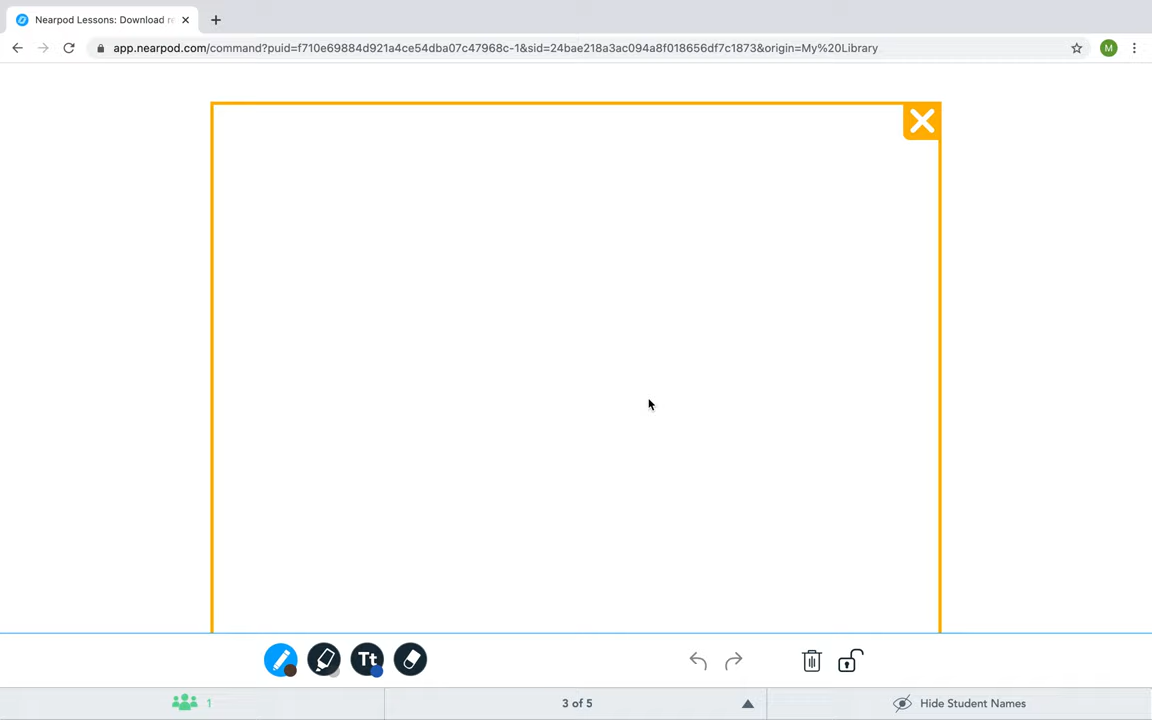 Nearpod Lessons: Download re
app.nearpod.com/command?puid=f710e69884d921a4ce54dba07c47968c-1&sid=24bae218a3ac094a8f018656df7c1873&origin=My%20Library
M
Tt
1
3 of 5
Hide Student Names